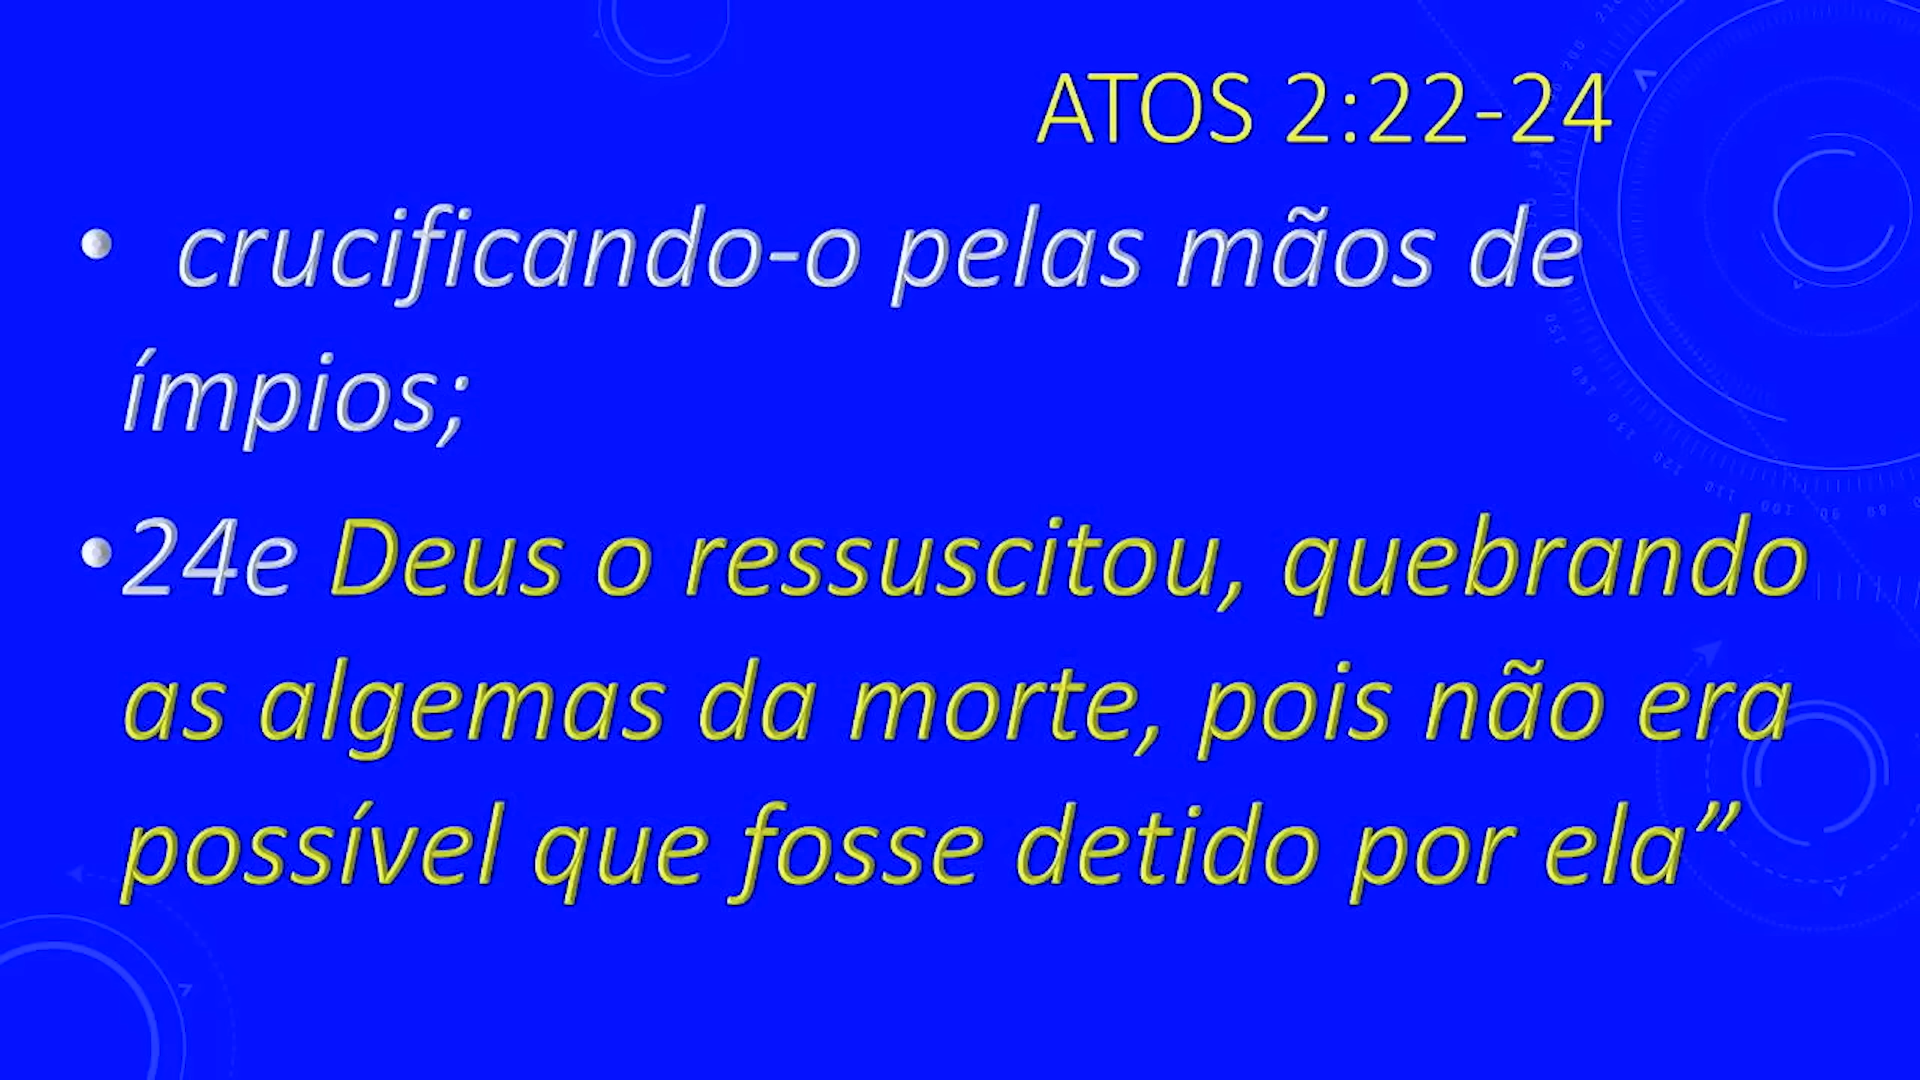 ATOS 2:22-24
• crucificando-o pelas mãos de
ímpios;
• 24e Deus o ressuscitou, quebrando
as algemas da morte, pois não era
possível que fosse detido por ela”